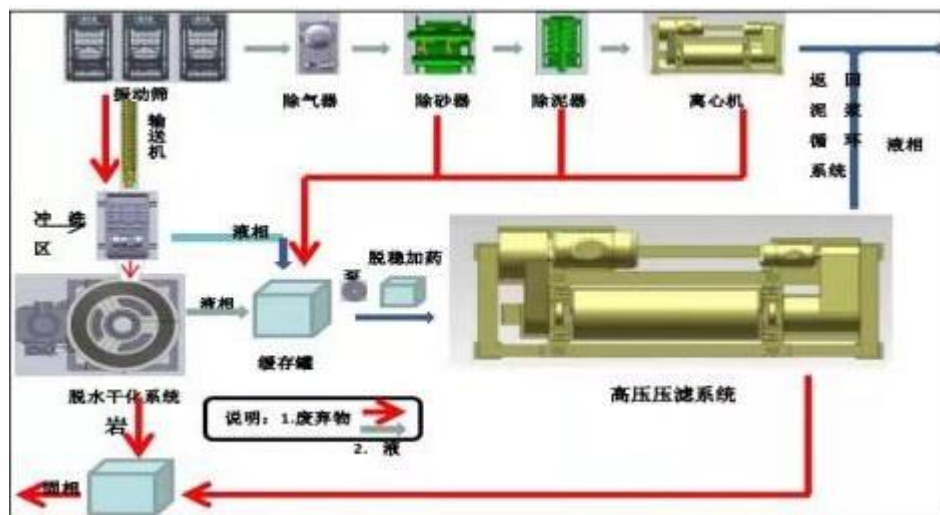 振动筛
除气器
除砂器
除泥器
离心机
输送机
返回泥浆循环系统
液相
冲洗区
液相
脱稳加药
泵
液相
缓存罐
脱水干化系统
高压压滤系统
岩
说明：1.废弃物
2. 液
固相